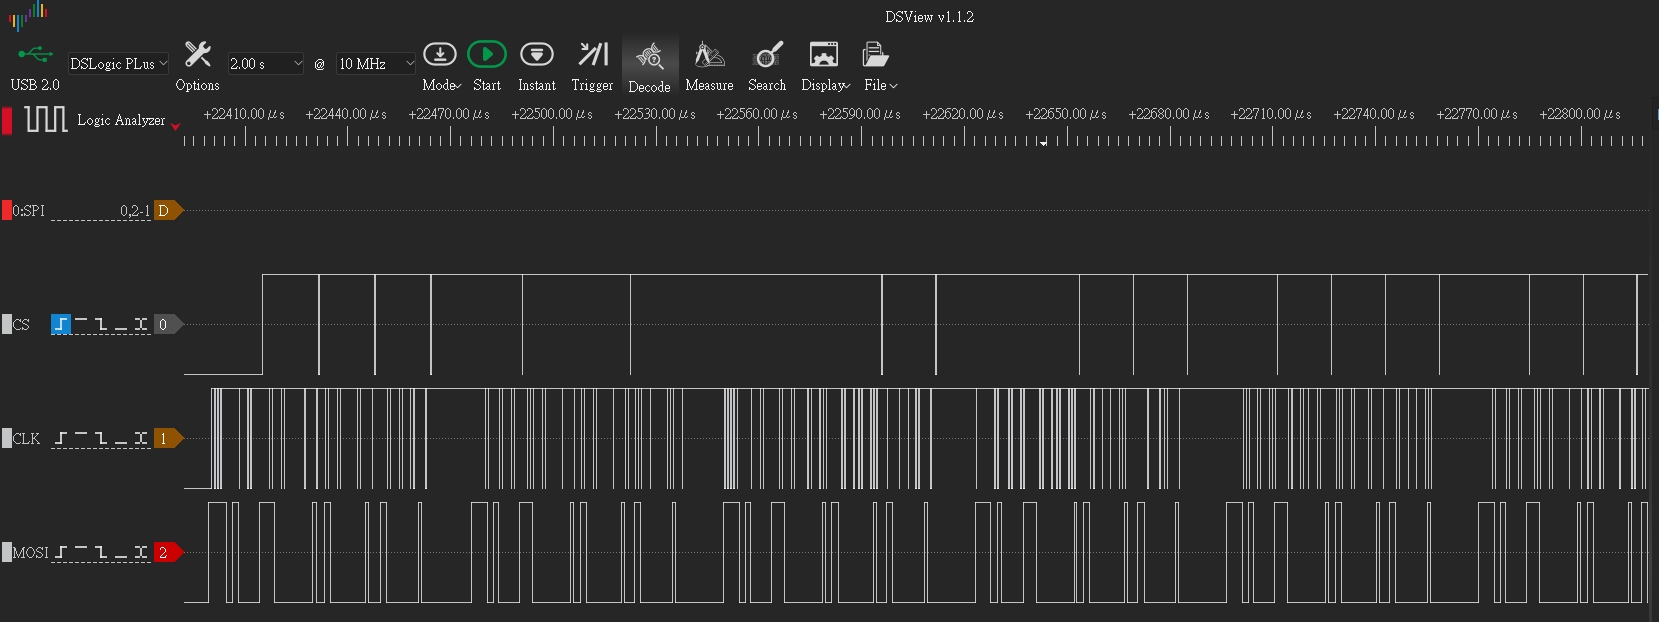 DSView v1.1.2
USB 2.0 DSLogic PLus Options 2.00 s @ 10 MHz Mode Start Instant Trigger Decode Measure Search Display File
Logic Analyzer +22410.00 μs +22440.00 μs +22470.00 μs +22500.00 μs +22530.00 μs +22560.00 μs +22590.00 μs +22620.00 μs +22650.00 μs +22680.00 μs +22710.00 μs +22740.00 μs +22770.00 μs +22800.00 μs
0:SPI 0,2-1 D
CS 0
CLK 1
MOSI 2